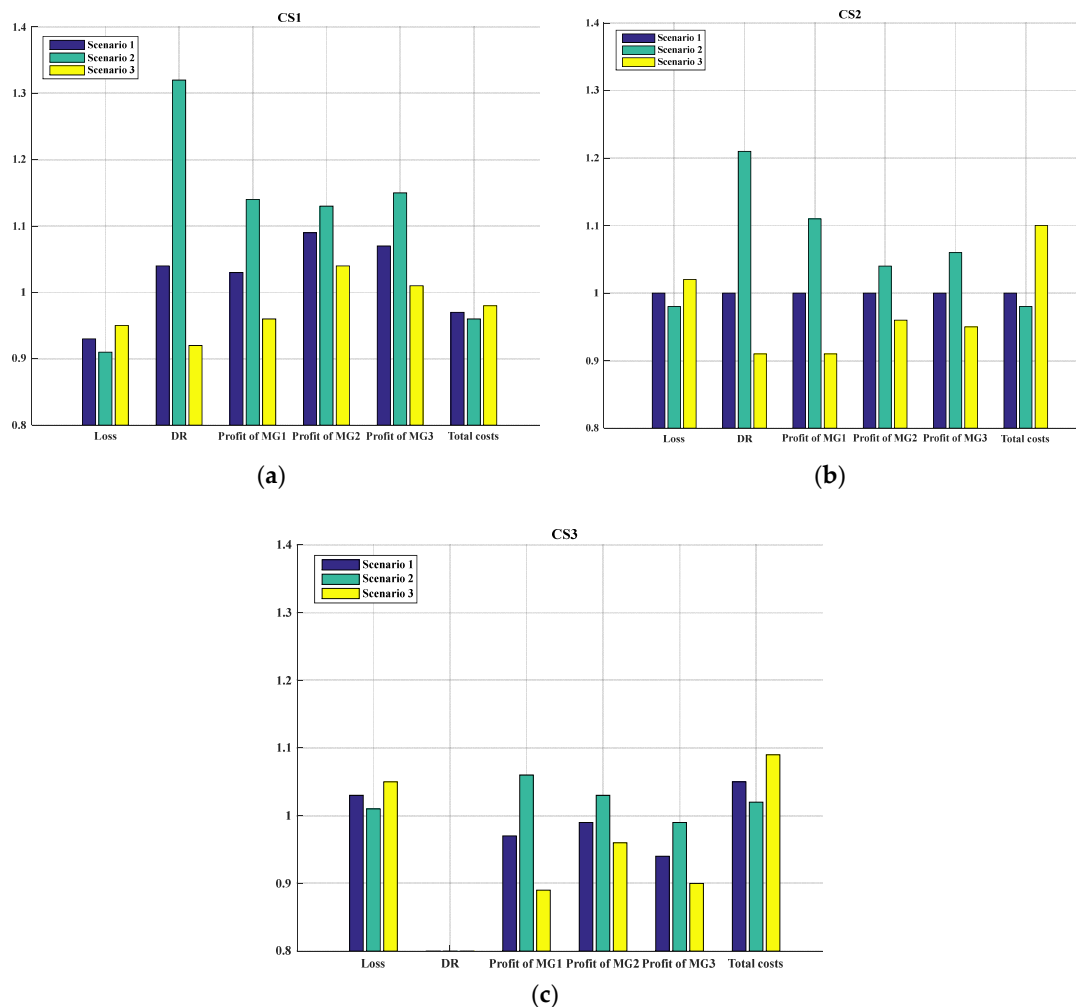 CS1
1.4
1.3
1.2
1.1
1
0.9
0.8
Scenario 1
Scenario 2
Scenario 3
Loss DR Profit of MG1 Profit of MG2 Profit of MG3 Total costs
(a)
CS2
1.4
1.3
1.2
1.1
1
0.9
0.8
Scenario 1
Scenario 2
Scenario 3
Loss DR Profit of MG1 Profit of MG2 Profit of MG3 Total costs
(b)
CS3
1.4
1.3
1.2
1.1
1
0.9
0.8
Scenario 1
Scenario 2
Scenario 3
Loss DR Profit of MG1 Profit of MG2 Profit of MG3 Total costs
(c)